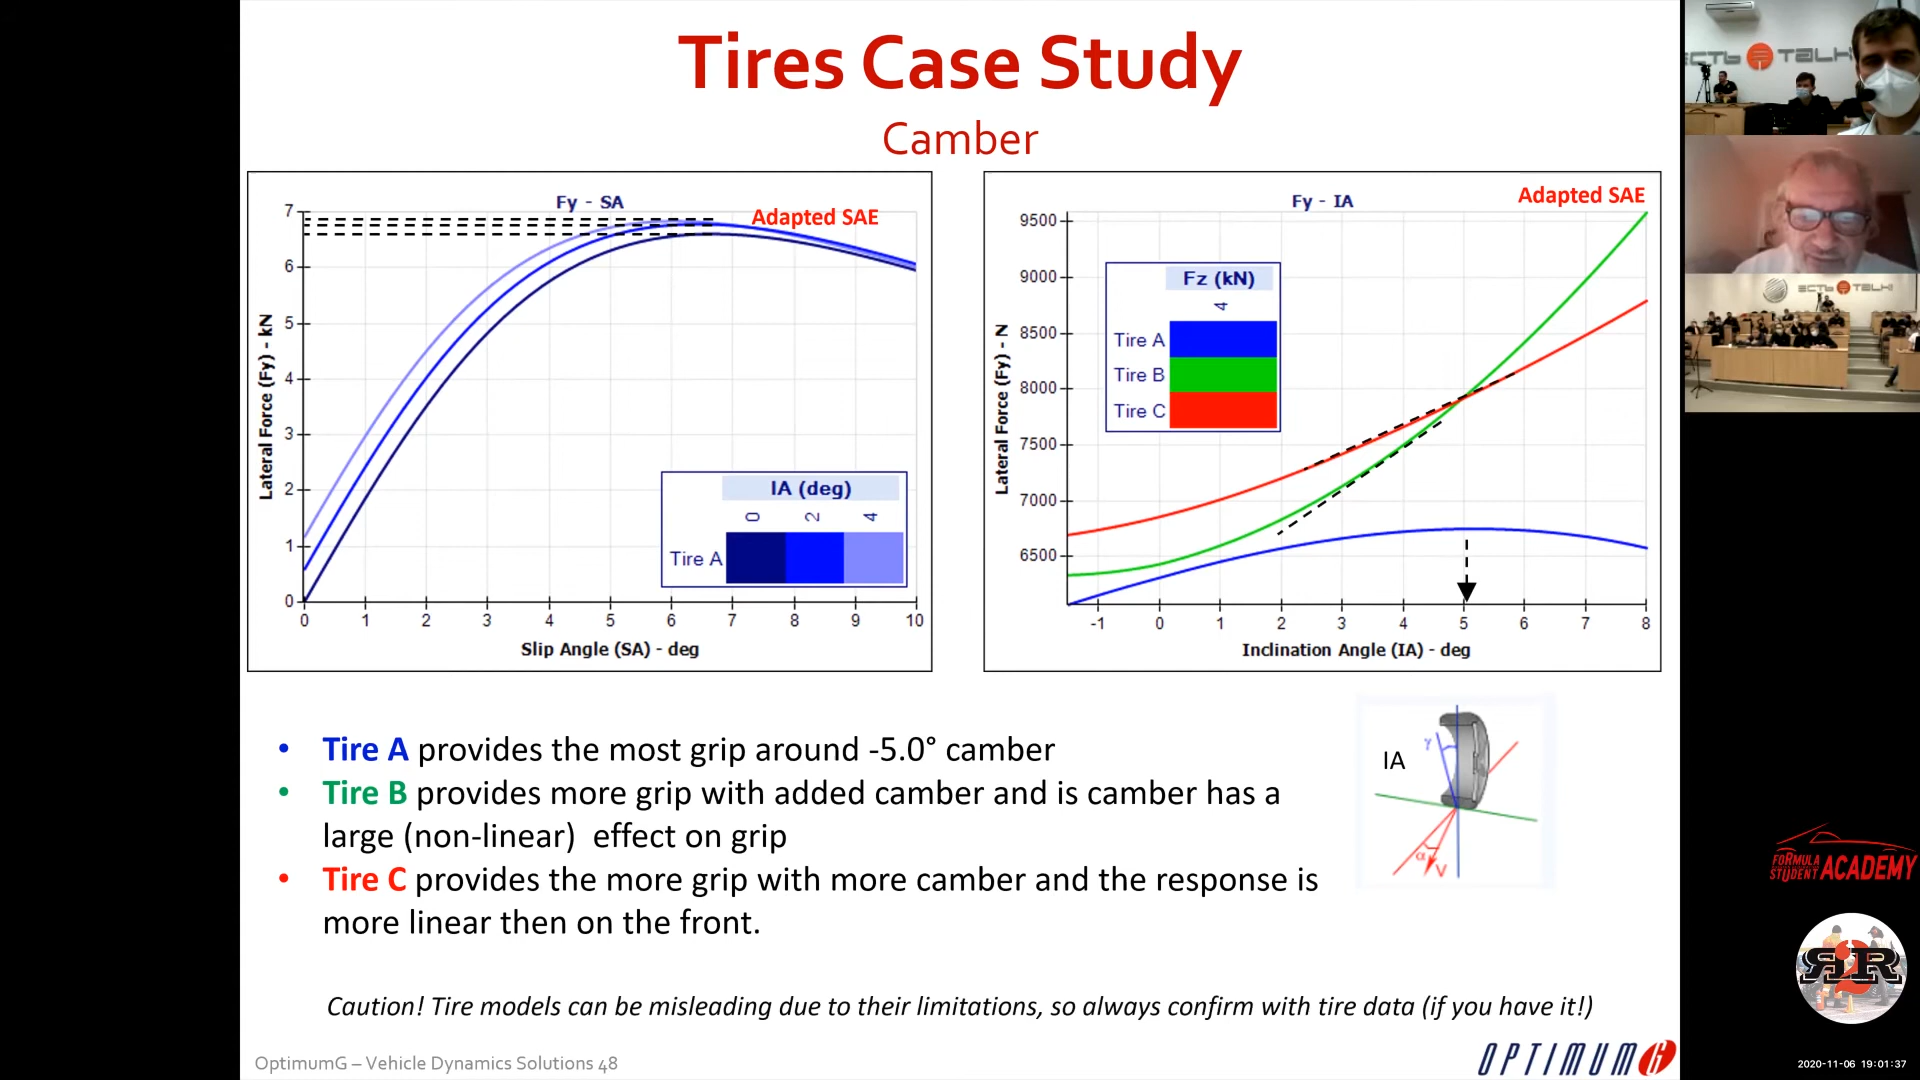 Tires Case Study
Camber
Fy - SA
Adapted SAE
Lateral Force (Fy) - kN
7
6
5
4
3
2
1
0
IA (deg)
0 2 4
Tire A
0 1 2 3 4 5 6 7 8 9 10
Slip Angle (SA) - deg
Fy - IA
Adapted SAE
Lateral Force (Fy) - N
9500
9000
8500
8000
7500
7000
6500
Fz (kN)
4
Tire A
Tire B
Tire C
-1 0 1 2 3 4 5 6 7 8
Inclination Angle (IA) - deg
• Tire A provides the most grip around -5.0° camber
• Tire B provides more grip with added camber and is camber has a
large (non-linear) effect on grip
• Tire C provides the more grip with more camber and the response is
more linear then on the front.
IA
γ
α
V
Caution! Tire models can be misleading due to their limitations, so always confirm with tire data (if you have it!)
OptimumG – Vehicle Dynamics Solutions 48
OPTIMUMG
ЕСТЬ TALKI
FORMULA
STUDENT ACADEMY
2020-11-06 19:01:37